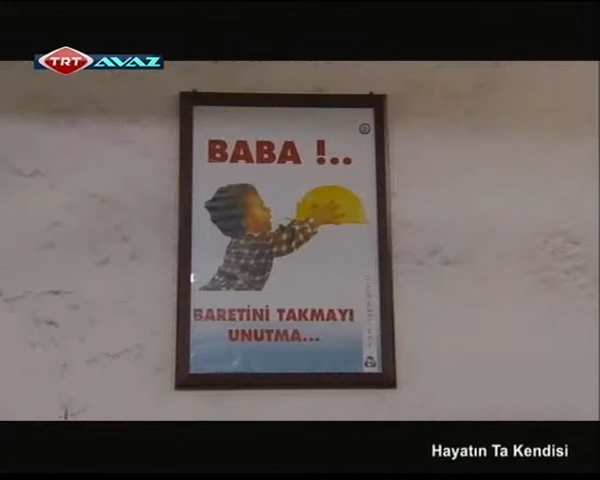 TRT AVAZ
BABA !..
BARETİNİ TAKMAYI
UNUTMA...
Hayatın Ta Kendisi